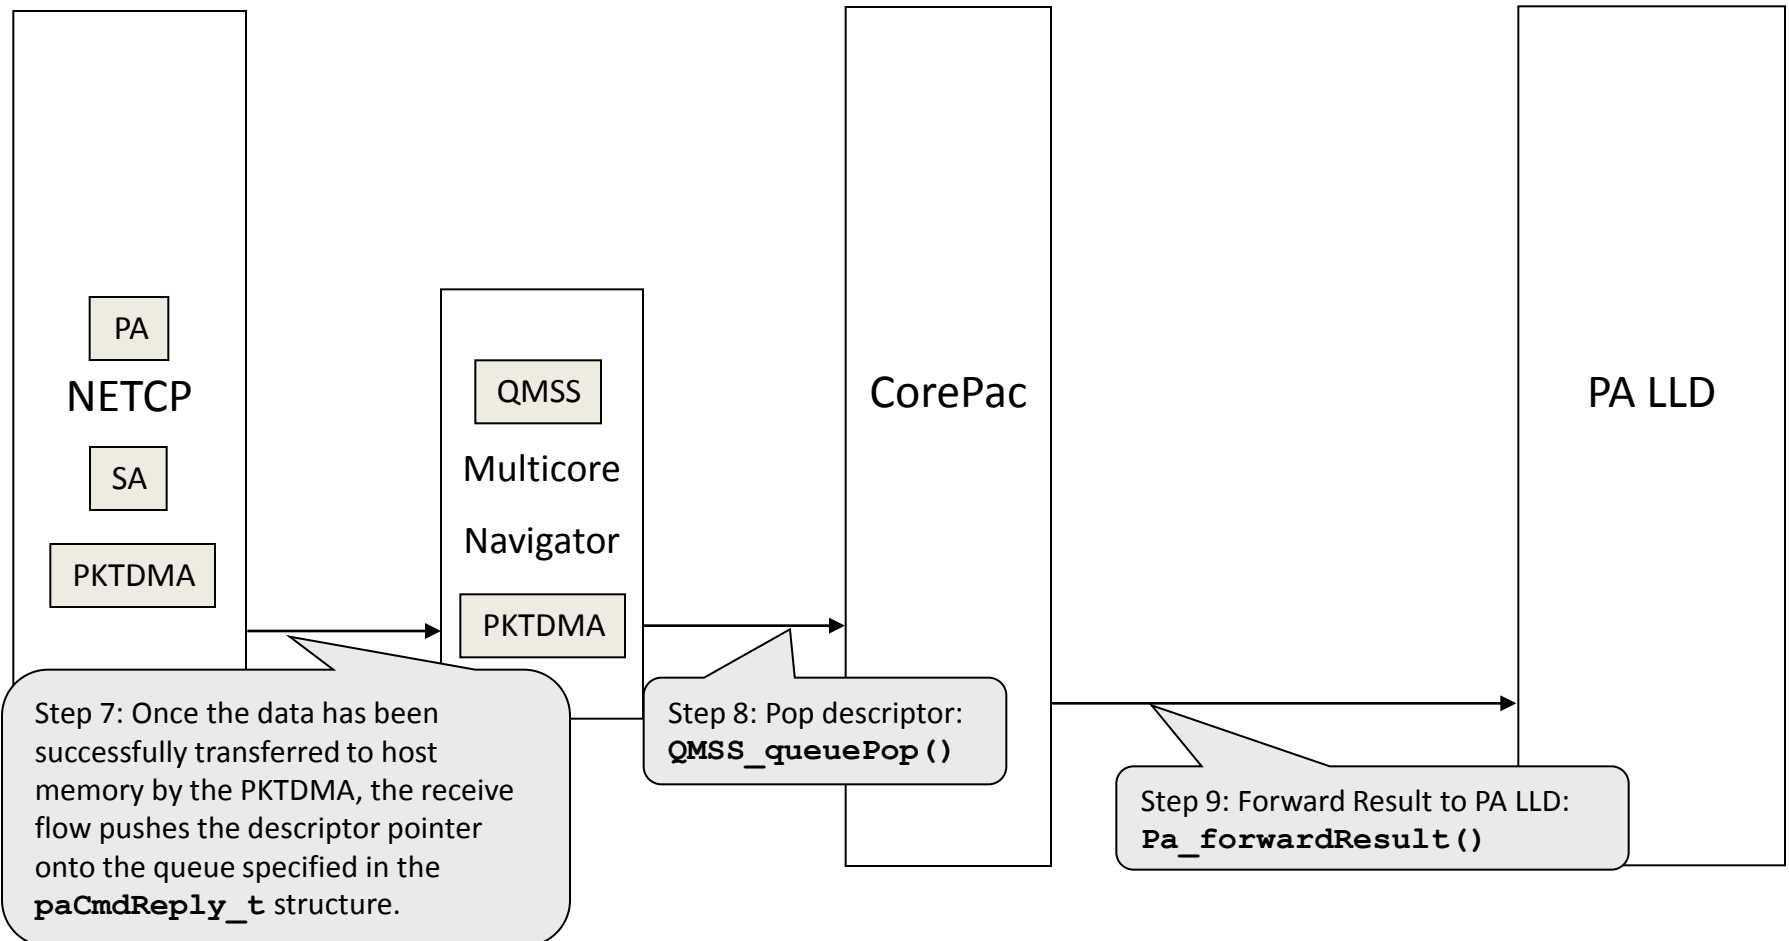 PA
NETCP
SA
PKTDMA
QMSS
Multicore
Navigator
PKTDMA
CorePac
PA LLD
Step 7: Once the data has been
successfully transferred to host
memory by the PKTDMA, the receive
flow pushes the descriptor pointer
onto the queue specified in the
paCmdReply_t structure.
Step 8: Pop descriptor:
QMSS_queuePop()
Step 9: Forward Result to PA LLD:
Pa_forwardResult()